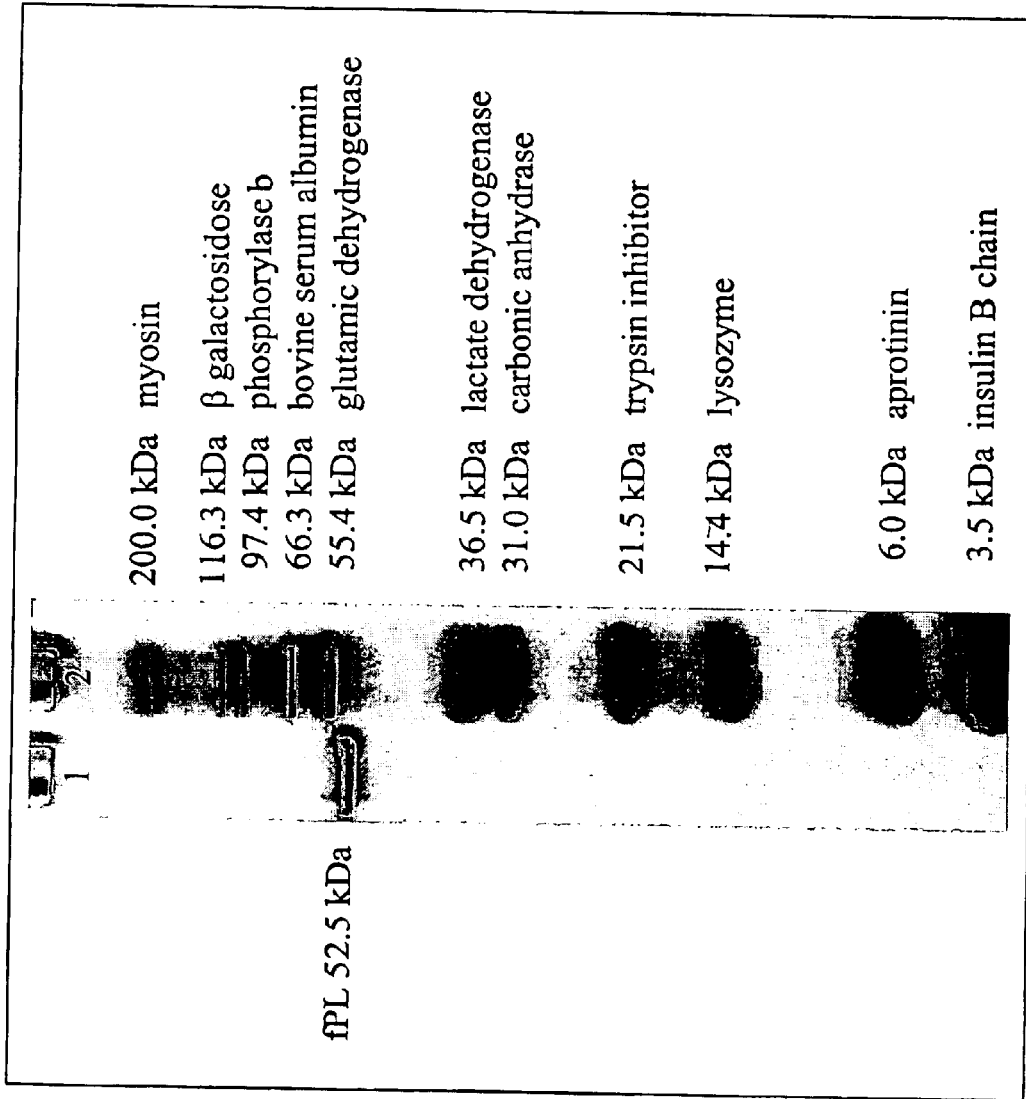 1
2
200.0 kDa myosin
116.3 kDa β galactosidose
97.4 kDa phosphorylase b
66.3 kDa bovine serum albumin
55.4 kDa glutamic dehydrogenase
fPL 52.5 kDa
36.5 kDa lactate dehydrogenase
31.0 kDa carbonic anhydrase
21.5 kDa trypsin inhibitor
14.4 kDa lysozyme
6.0 kDa aprotinin
3.5 kDa insulin B chain